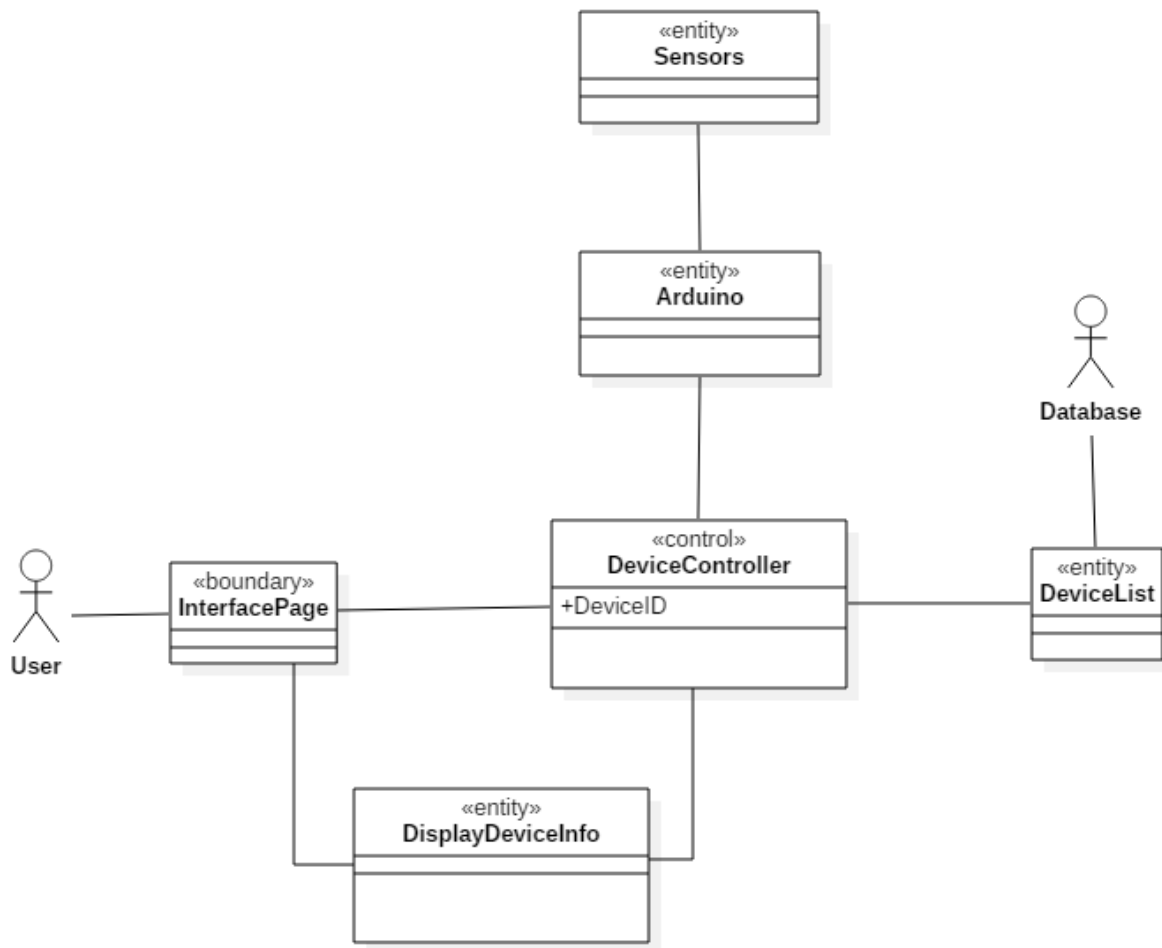 «entity»
Sensors
«entity»
Arduino
Database
«control»
DeviceController
+DeviceID
«entity»
DeviceList
«boundary»
InterfacePage
User
«entity»
DisplayDeviceInfo